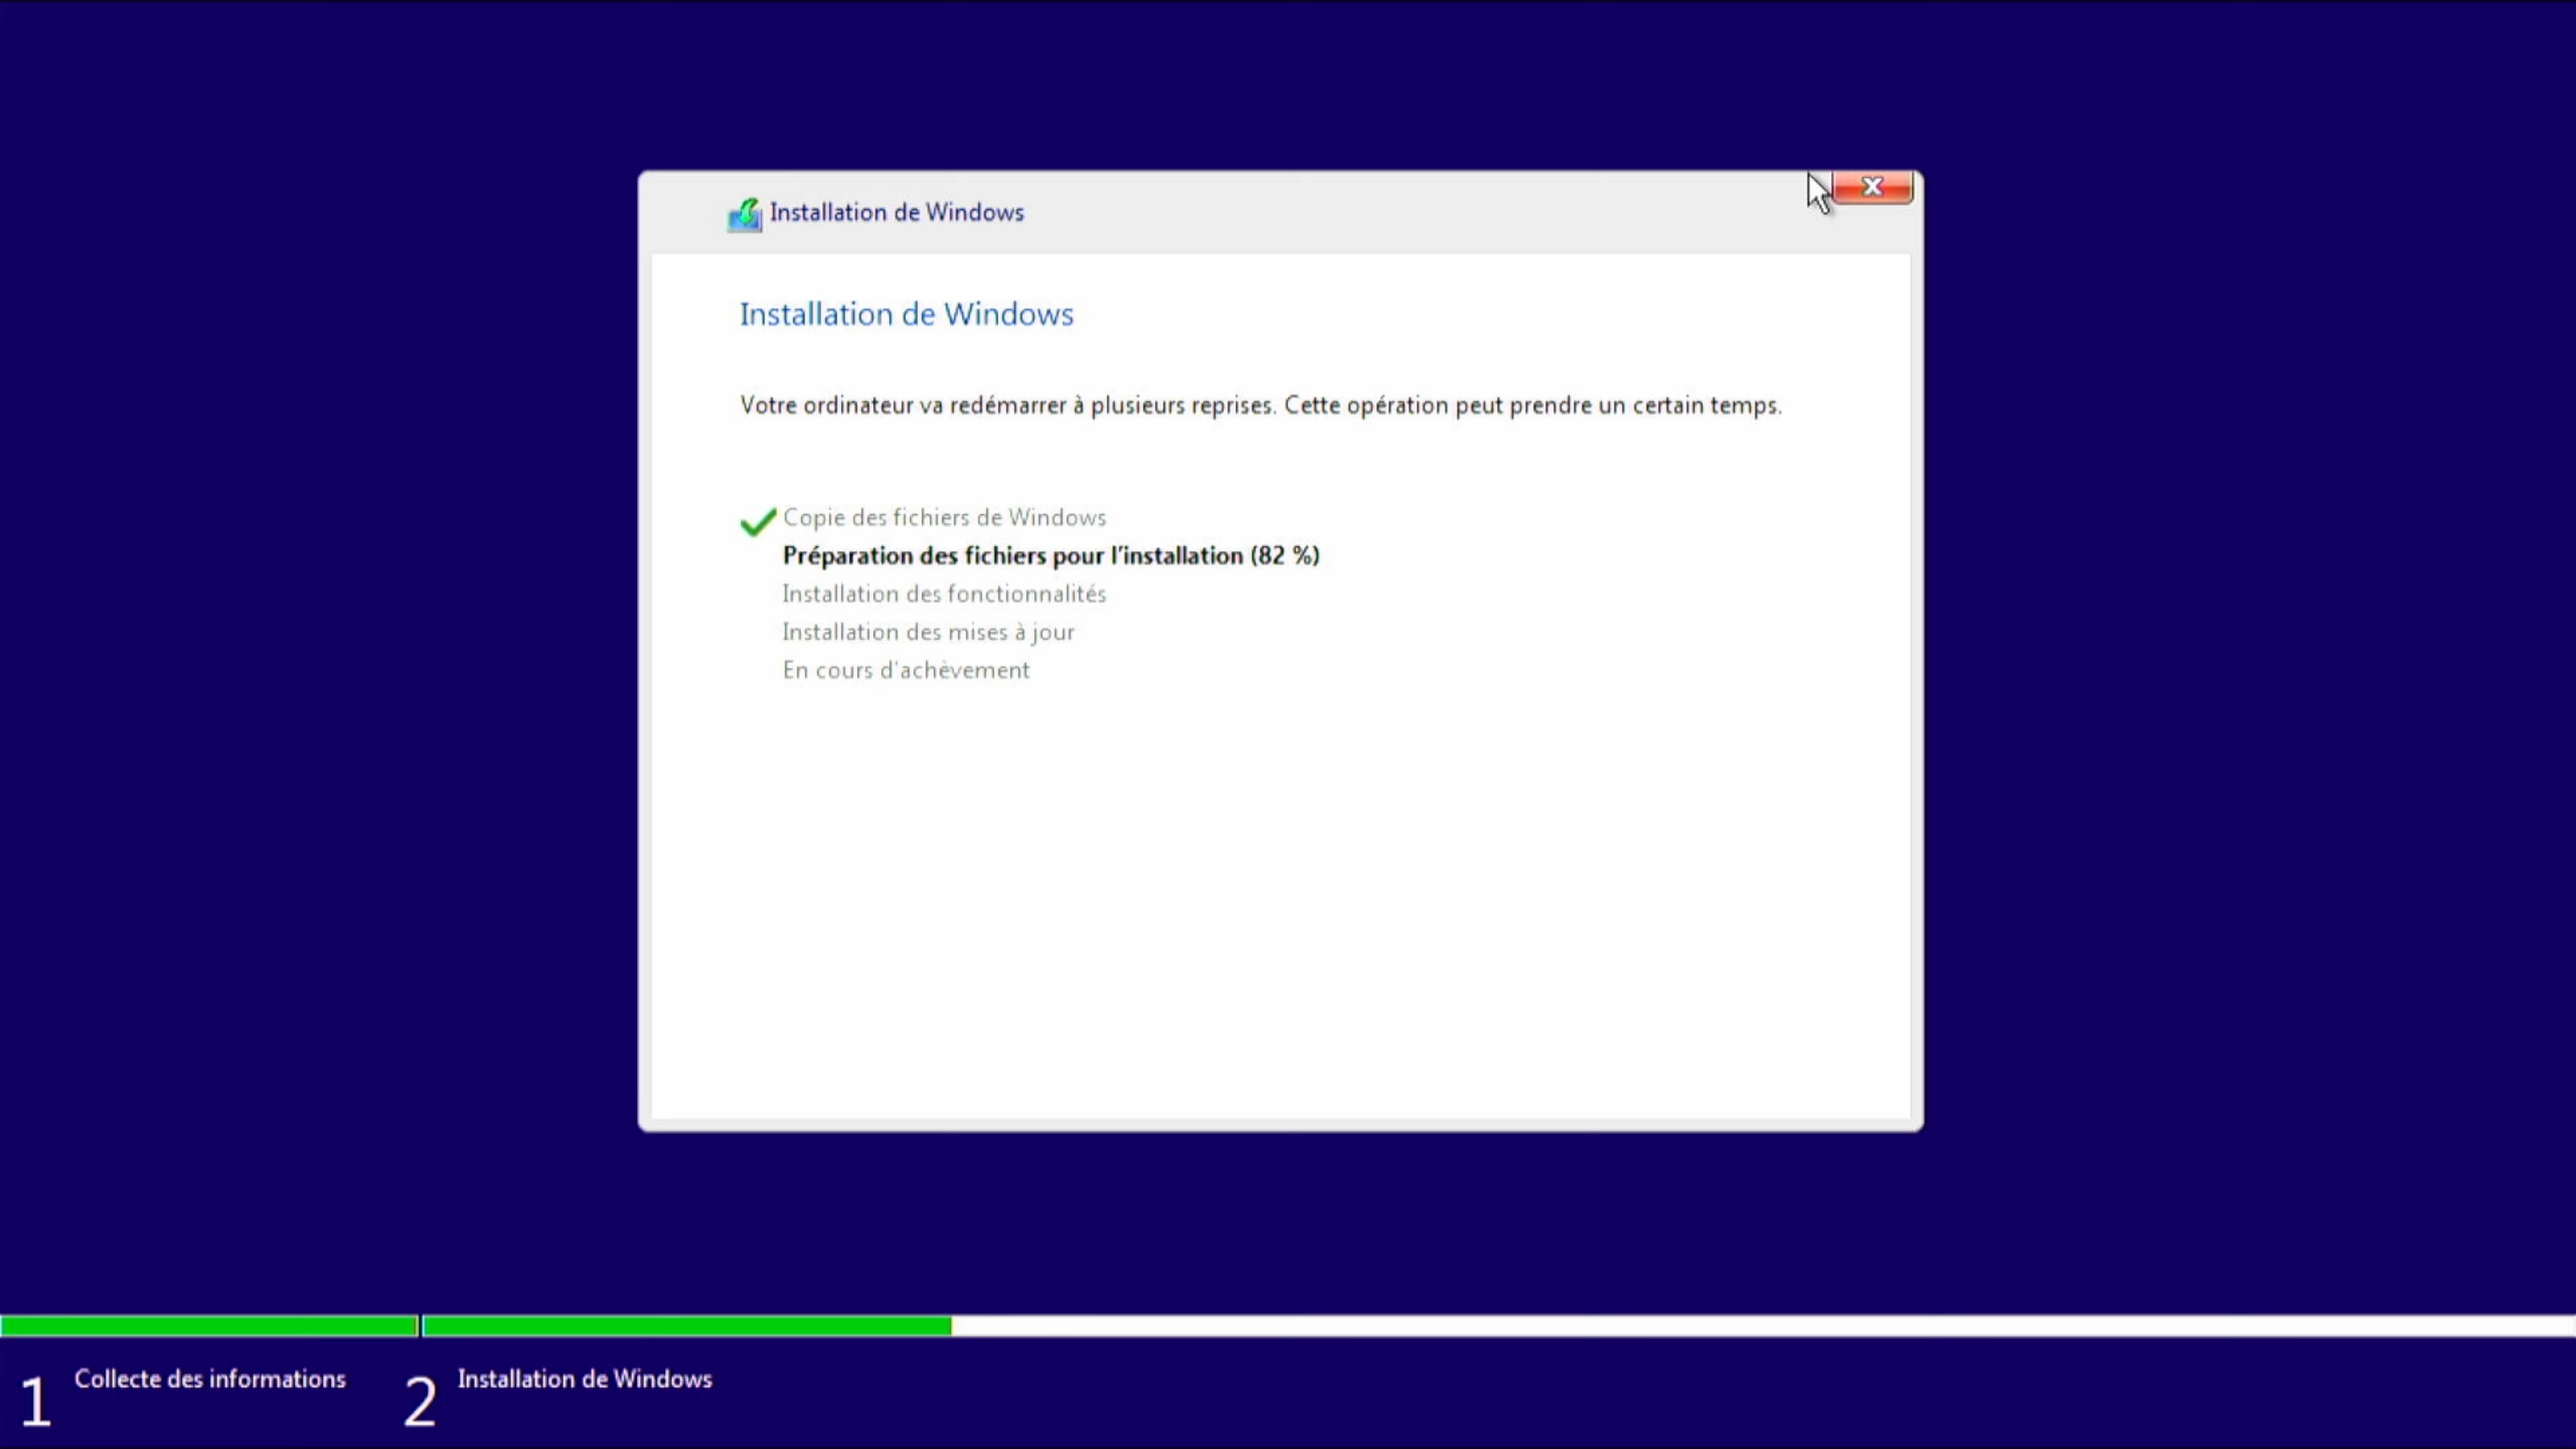 Installation de Windows
Installation de Windows
Votre ordinateur va redémarrer à plusieurs reprises. Cette opération peut prendre un certain temps.
Copie des fichiers de Windows
Préparation des fichiers pour l'installation (82 %)
Installation des fonctionnalités
Installation des mises à jour
En cours d'achèvement
1 Collecte des informations 2 Installation de Windows